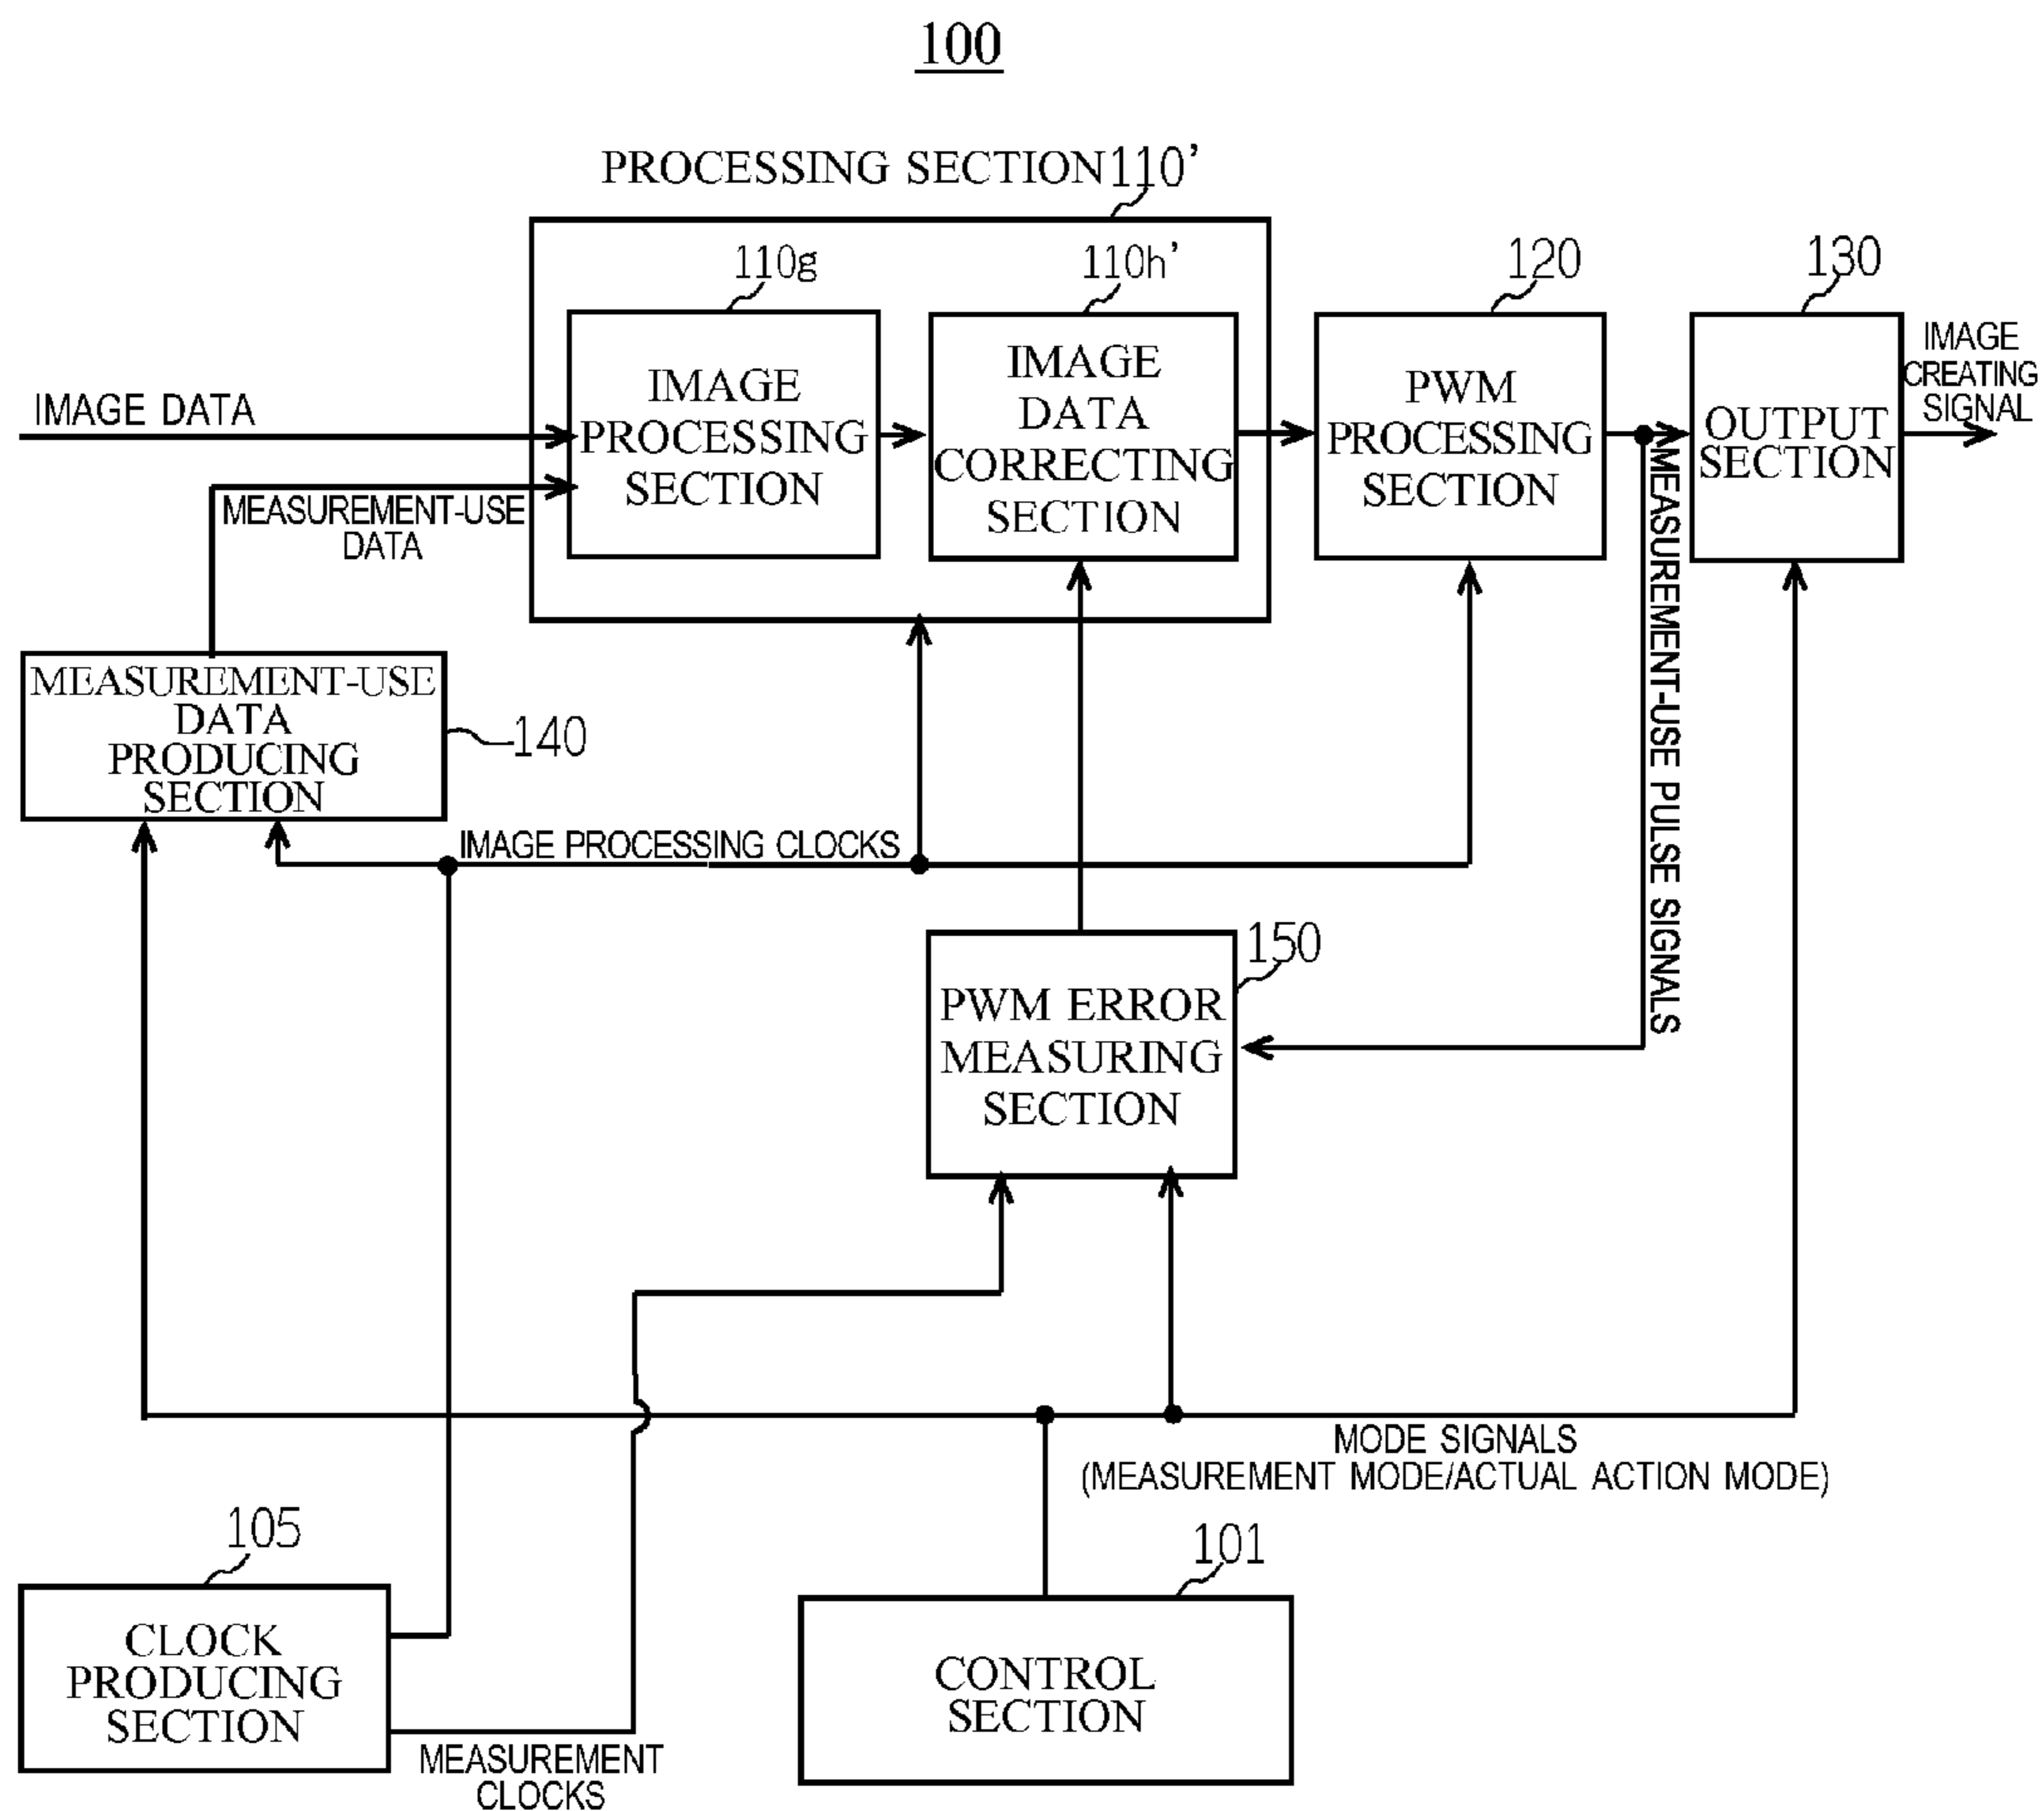 100
PROCESSING SECTION 110'
110g
110h'
120
130
IMAGE
PROCESSING
SECTION
IMAGE
DATA
CORRECTING
SECTION
PWM
PROCESSING
SECTION
OUTPUT
SECTION
IMAGE
CREATING
SIGNAL
IMAGE DATA
MEASUREMENT-USE
DATA
MEASUREMENT-USE PULSE SIGNALS
MEASUREMENT-USE
DATA
PRODUCING
SECTION
140
IMAGE PROCESSING CLOCKS
150
PWM ERROR
MEASURING
SECTION
MODE SIGNALS
(MEASUREMENT MODE/ACTUAL ACTION MODE)
105
CLOCK
PRODUCING
SECTION
MEASUREMENT
CLOCKS
101
CONTROL
SECTION